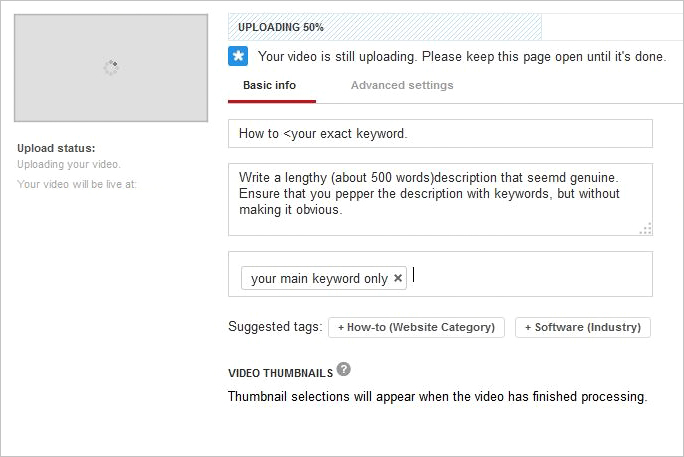 UPLOADING 50%
Your video is still uploading. Please keep this page open until it's done.
Basic info
Advanced settings
How to <your exact keyword.
Upload status:
Uploading your video.
Your video will be live at:
Write a lengthy (about 500 words)description that seemd genuine.
Ensure that you pepper the description with keywords, but without
making it obvious.
your main keyword only ×
Suggested tags: + How-to (Website Category) + Software (Industry)
VIDEO THUMBNAILS ?
Thumbnail selections will appear when the video has finished processing.